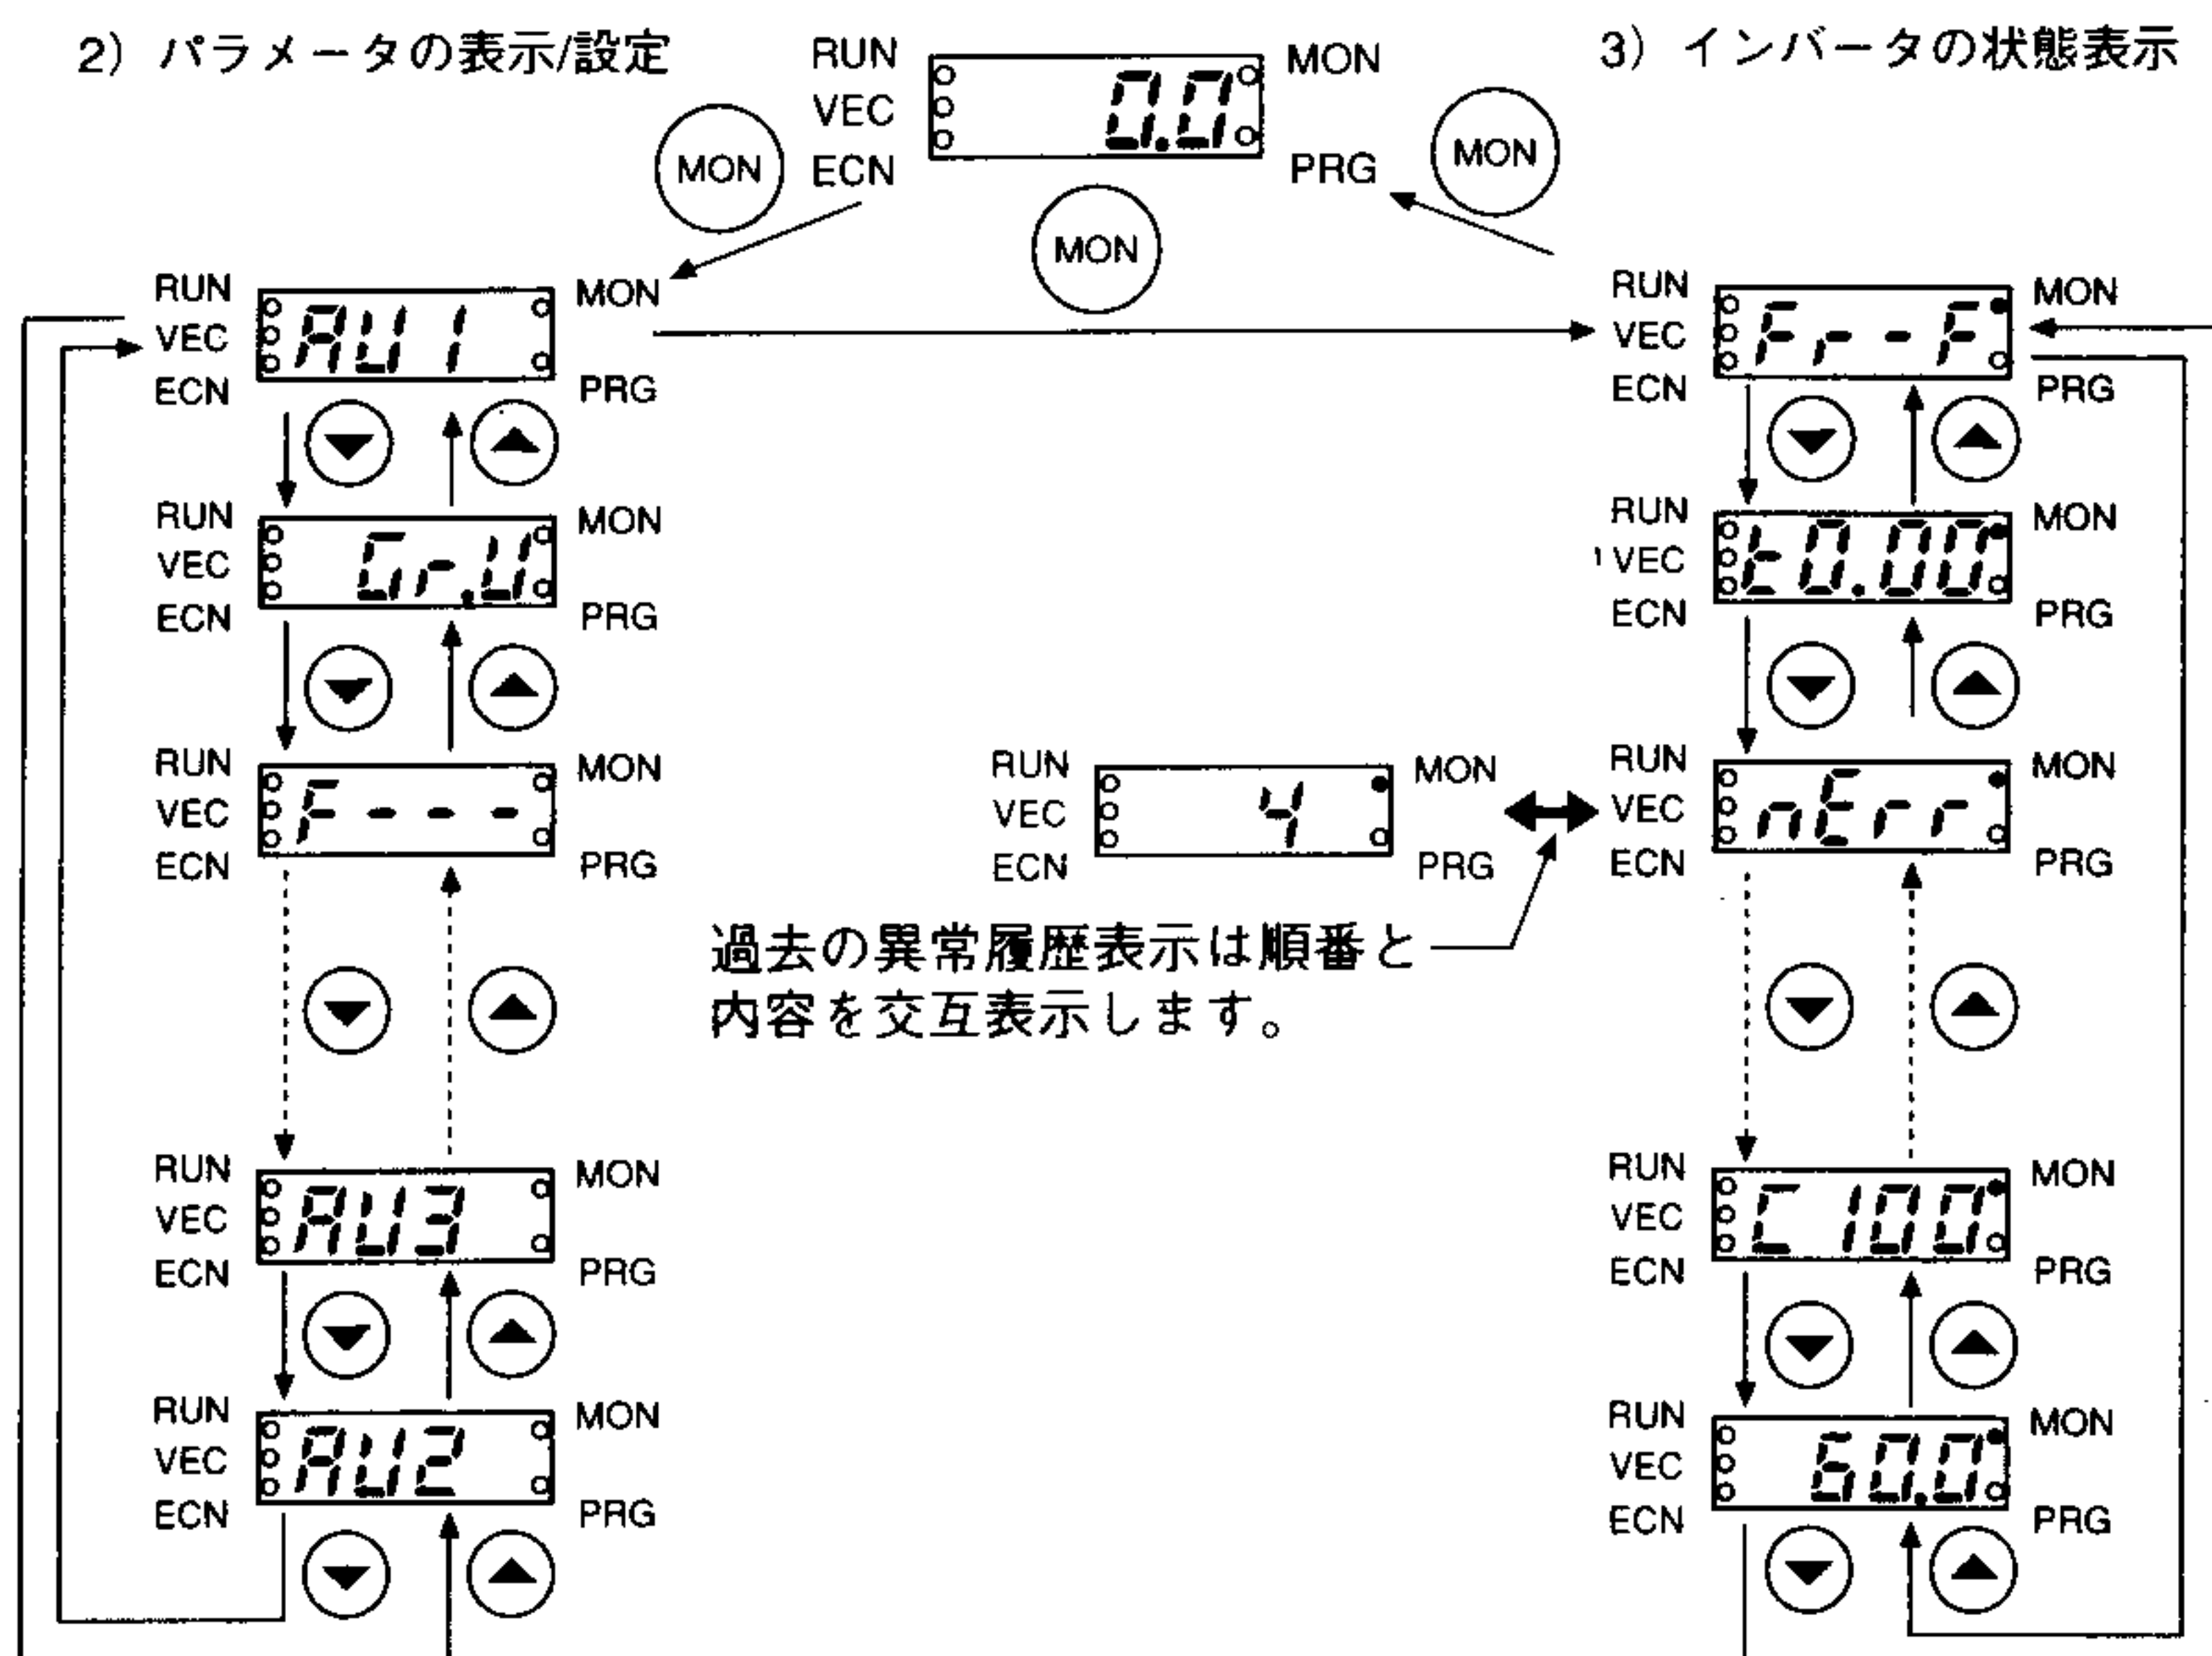 2) パラメータの表示/設定
RUN
VEC
ECN
0.0
MON
PRG
3) インバータの状態表示
MON
MON
MON
RUN
VEC
ECN
AU1
MON
PRG
RUN
VEC
ECN
Fr-F
MON
PRG
RUN
VEC
ECN
Gr.U
MON
PRG
RUN
VEC
ECN
t0.00
MON
PRG
RUN
VEC
ECN
F---
MON
PRG
RUN
VEC
ECN
4
MON
PRG
RUN
VEC
ECN
nErr
MON
PRG
過去の異常履歴表示は順番と
内容を交互表示します。
RUN
VEC
ECN
AU3
MON
PRG
RUN
VEC
ECN
C100
MON
PRG
RUN
VEC
ECN
AU2
MON
PRG
RUN
VEC
ECN
60.0
MON
PRG